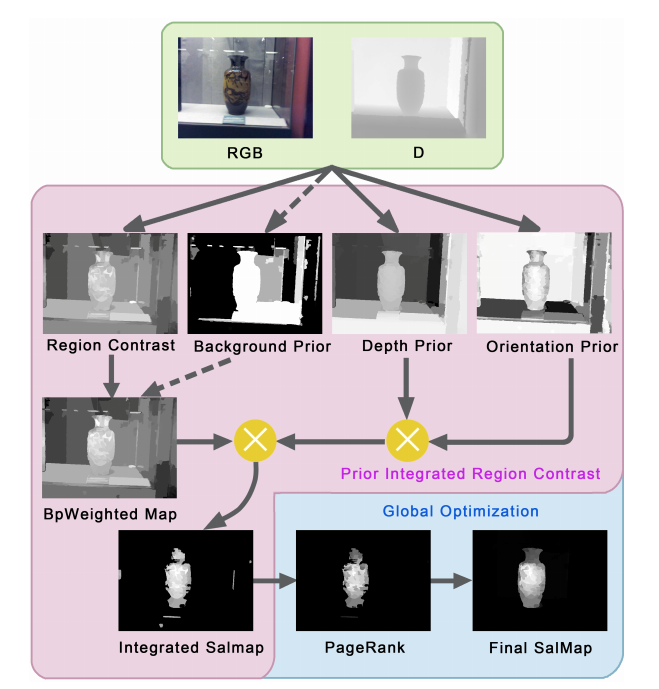 RGB
D
Region Contrast
Background Prior
Depth Prior
Orientation Prior
Prior Integrated Region Contrast
BpWeighted Map
Global Optimization
Integrated Salmap
PageRank
Final SalMap